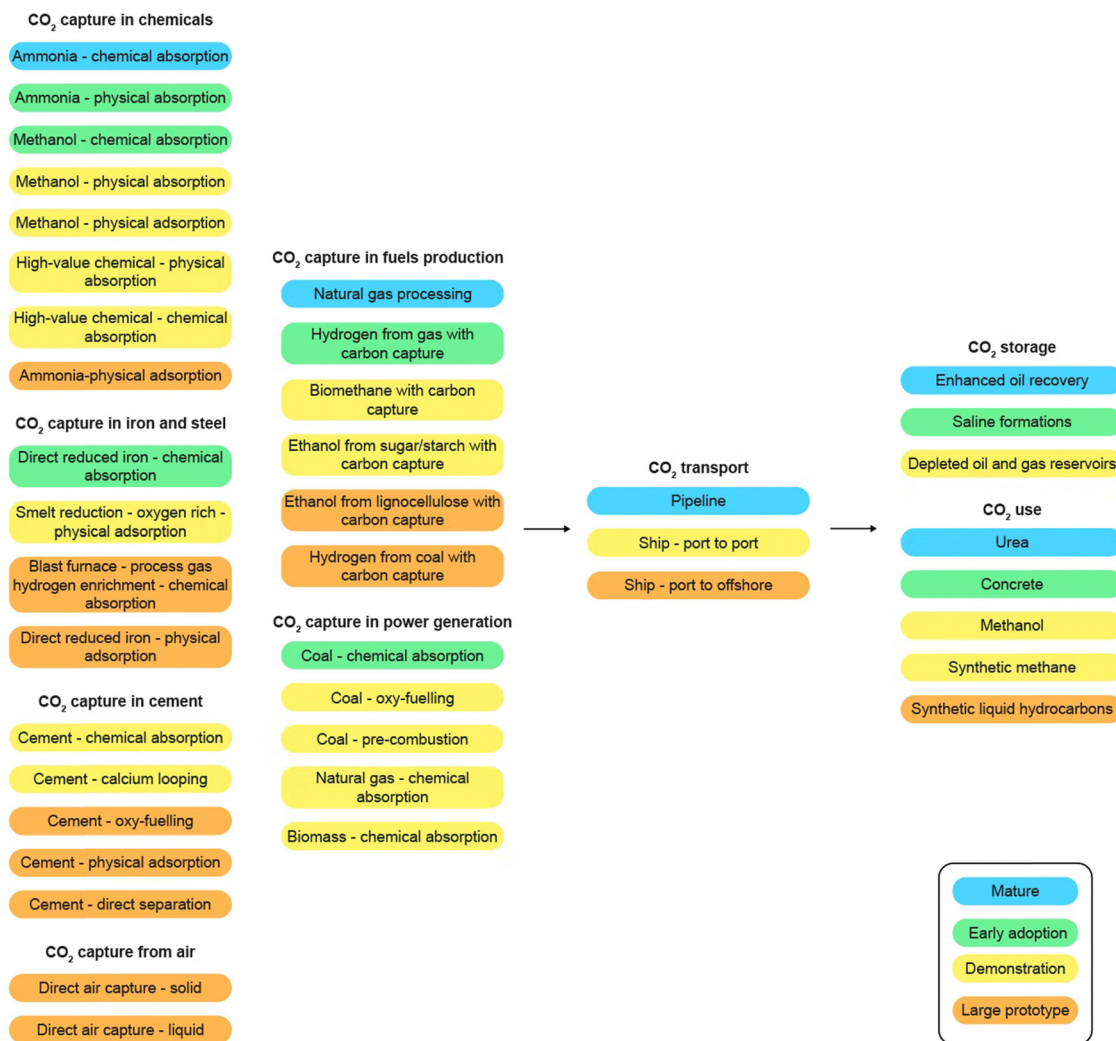 CO₂ capture in chemicals
Ammonia - chemical absorption
Ammonia - physical absorption
Methanol - chemical absorption
Methanol - physical absorption
Methanol - physical adsorption
High-value chemical - physical
absorption
High-value chemical - chemical
absorption
Ammonia-physical adsorption
CO₂ capture in iron and steel
Direct reduced iron - chemical
absorption
Smelt reduction - oxygen rich -
physical adsorption
Blast furnace - process gas
hydrogen enrichment - chemical
absorption
Direct reduced iron - physical
adsorption
CO₂ capture in cement
Cement - chemical absorption
Cement - calcium looping
Cement - oxy-fuelling
Cement - physical adsorption
Cement - direct separation
CO₂ capture from air
Direct air capture - solid
Direct air capture - liquid
CO₂ capture in fuels production
Natural gas processing
Hydrogen from gas with
carbon capture
Biomethane with carbon
capture
Ethanol from sugar/starch with
carbon capture
Ethanol from lignocellulose with
carbon capture
Hydrogen from coal with
carbon capture
CO₂ capture in power generation
Coal - chemical absorption
Coal - oxy-fuelling
Coal - pre-combustion
Natural gas - chemical
absorption
Biomass - chemical absorption
CO₂ transport
Pipeline
Ship - port to port
Ship - port to offshore
CO₂ storage
Enhanced oil recovery
Saline formations
Depleted oil and gas reservoirs
CO₂ use
Urea
Concrete
Methanol
Synthetic methane
Synthetic liquid hydrocarbons
Mature
Early adoption
Demonstration
Large prototype